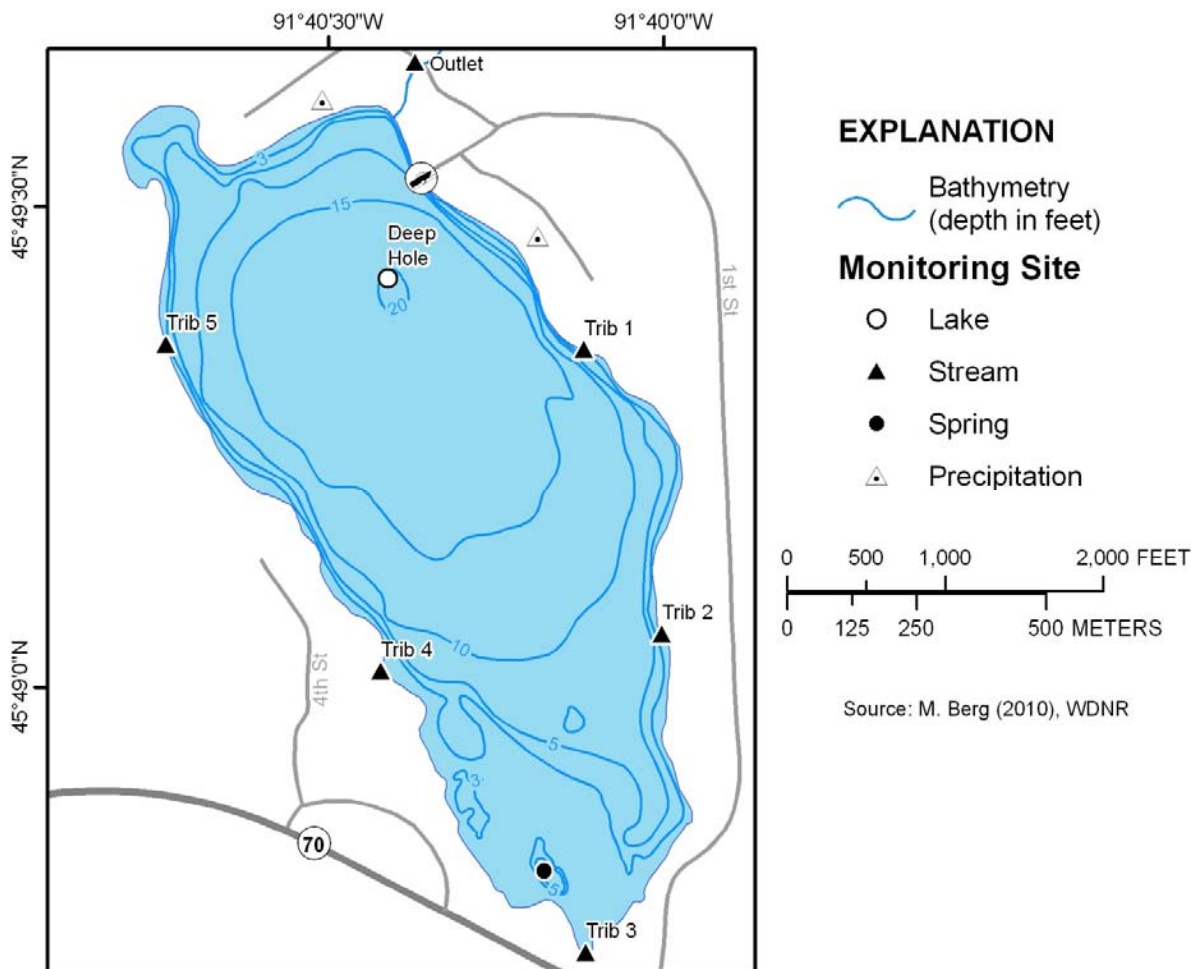 91°40'30"W
91°40'0"W
Outlet
3
45°49'30"N
15
Deep
Hole
20
1st St
Trib 5
Trib 1
Trib 2
10
Trib 4
45°49'0"N
4th St
5
3
70
5
Trib 3
EXPLANATION
Bathymetry
(depth in feet)
Monitoring Site
Lake
Stream
Spring
Precipitation
0 500 1,000 2,000 FEET
0 125 250 500 METERS
Source: M. Berg (2010), WDNR